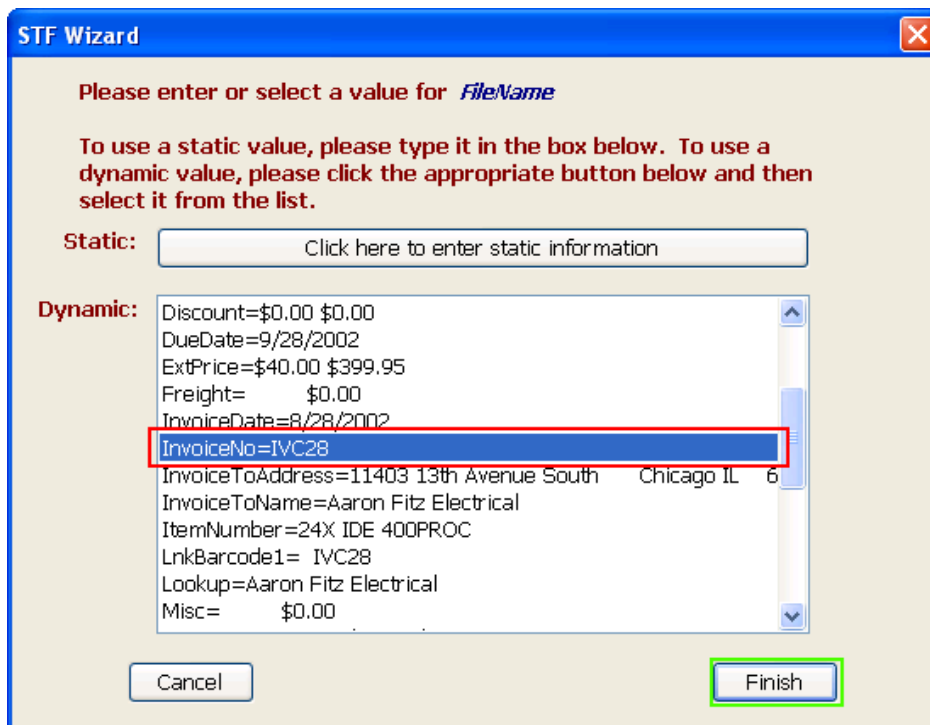 STF Wizard
Please enter or select a value for FileName
To use a static value, please type it in the box below. To use a
dynamic value, please click the appropriate button below and then
select it from the list.
Static:
Click here to enter static information
Dynamic:
Discount=$0.00 $0.00
DueDate=9/28/2002
ExtPrice=$40.00 $399.95
Freight= $0.00
InvoiceDate=8/28/2002
InvoiceNo=IVC28
InvoiceToAddress=11403 13th Avenue South Chicago IL 6
InvoiceToName=Aaron Fitz Electrical
ItemNumber=24X IDE 400PROC
LnkBarcode1= IVC28
Lookup=Aaron Fitz Electrical
Misc= $0.00
Cancel
Finish